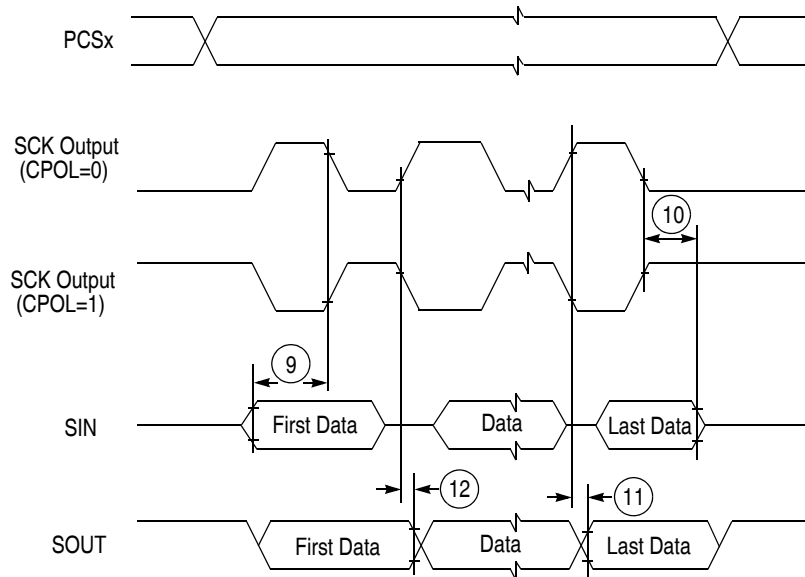 PCSx
SCK Output
(CPOL=0)
10
SCK Output
(CPOL=1)
9
SIN
First Data
Data
Last Data
12
11
SOUT
First Data
Data
Last Data